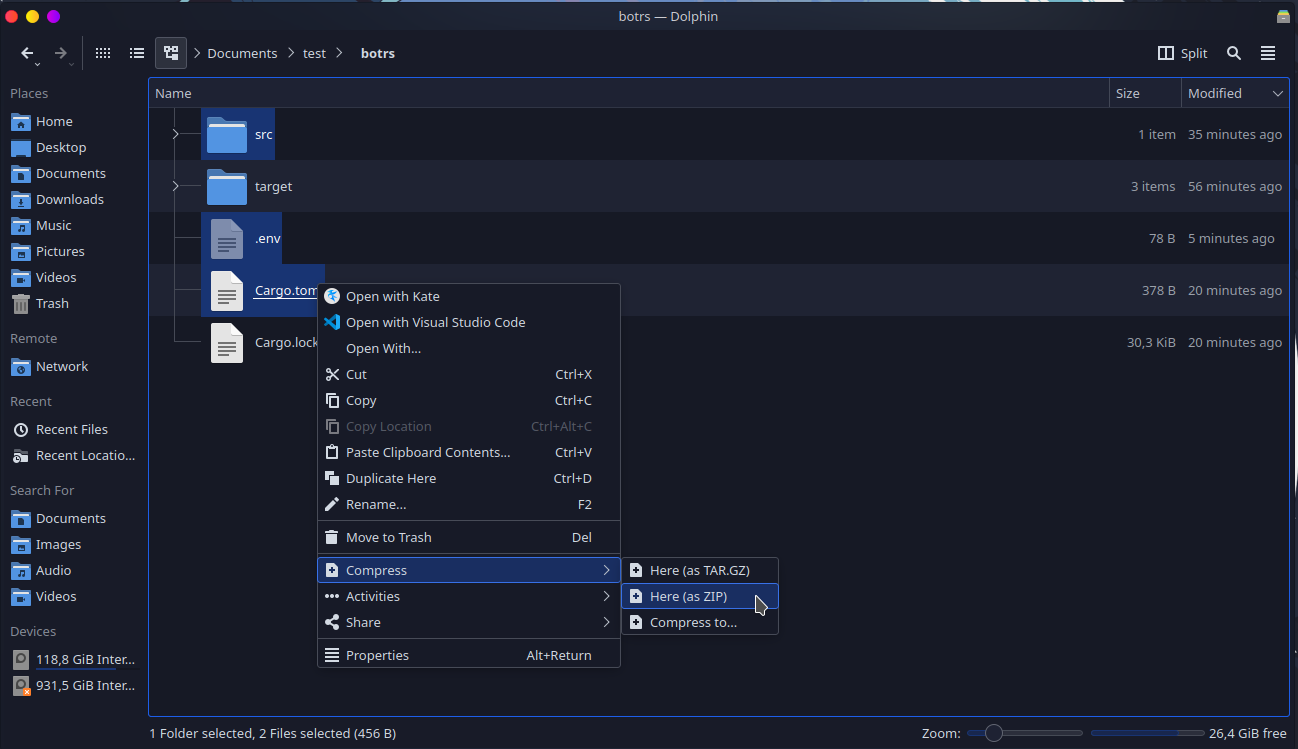 botrs — Dolphin
Documents test botrs
Split
Places
Home
Desktop
Documents
Downloads
Music
Pictures
Videos
Trash
Remote
Network
Recent
Recent Files
Recent Locatio...
Search For
Documents
Images
Audio
Videos
Devices
118,8 GiB Inter...
931,5 GiB Inter...
Name Size Modified
src 1 item 35 minutes ago
target 3 items 56 minutes ago
.env 78 B 5 minutes ago
Cargo.tom 378 B 20 minutes ago
Cargo.lock 30,3 KiB 20 minutes ago
Open with Kate
Open with Visual Studio Code
Open With...
Cut Ctrl+X
Copy Ctrl+C
Copy Location Ctrl+Alt+C
Paste Clipboard Contents... Ctrl+V
Duplicate Here Ctrl+D
Rename... F2
Move to Trash Del
Compress
Activities
Share
Properties Alt+Return
Here (as TAR.GZ)
Here (as ZIP)
Compress to...
1 Folder selected, 2 Files selected (456 B)
Zoom:
26,4 GiB free